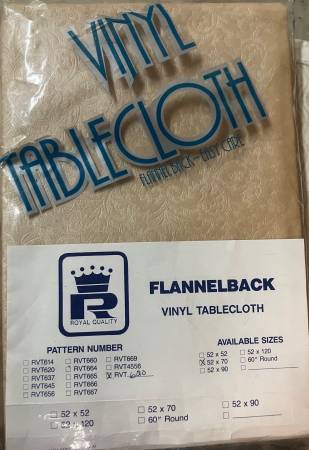 VINYL
TABLECLOTH
FLANNEL BACK - EASY CARE
R
ROYAL QUALITY
FLANNELBACK
VINYL TABLECLOTH
PATTERN NUMBER
RVT614
RVT620
RVT637
RVT645
RVT656
RVT660
RVT664
RVT665
RVT666
RVT667
RVT669
RVT4556
RVT
AVAILABLE SIZES
52 x 52
52 x 70
52 x 90
52 x 120
60" Round
52 x 52
52 x 120
52 x 70
60" Round
52 x 90